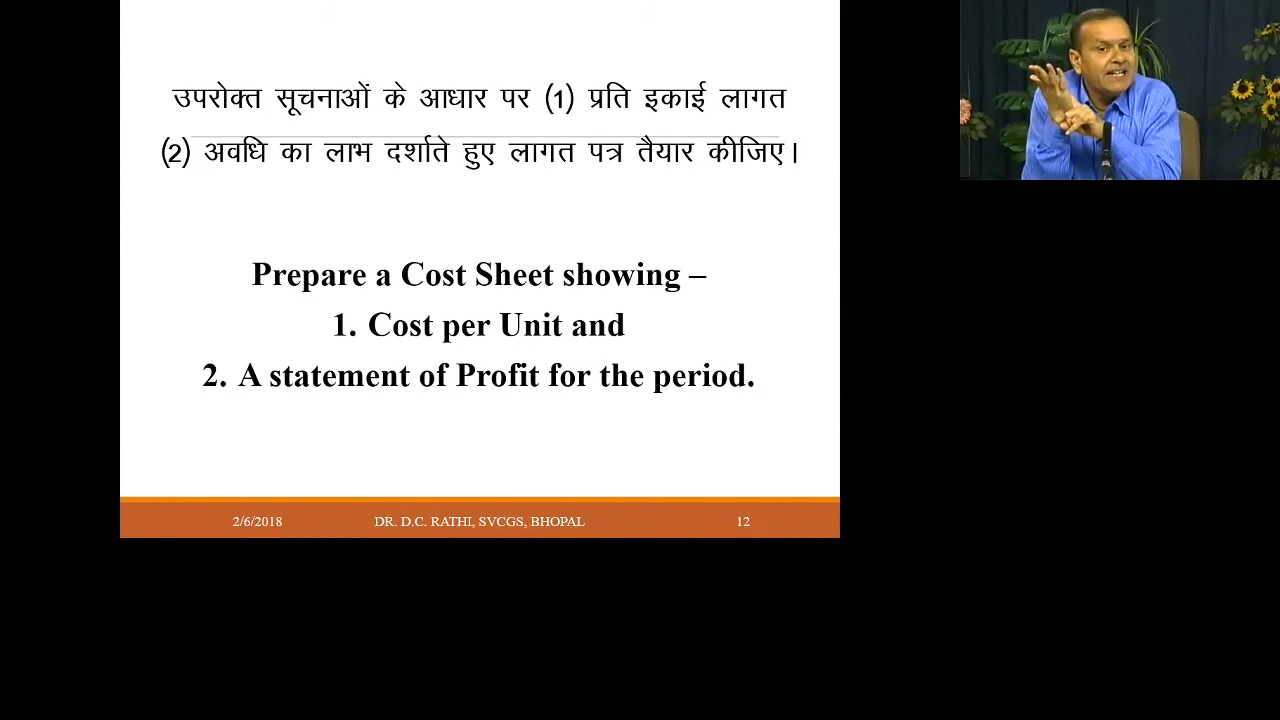 उपरोक्त सूचनाओं के आधार पर (1) प्रति इकाई लागत
(2) अवधि का लाभ दर्शाते हुए लागत पत्र तैयार कीजिए।
Prepare a Cost Sheet showing –
1. Cost per Unit and
2. A statement of Profit for the period.
2/6/2018 DR. D.C. RATHI, SVCGS, BHOPAL 12